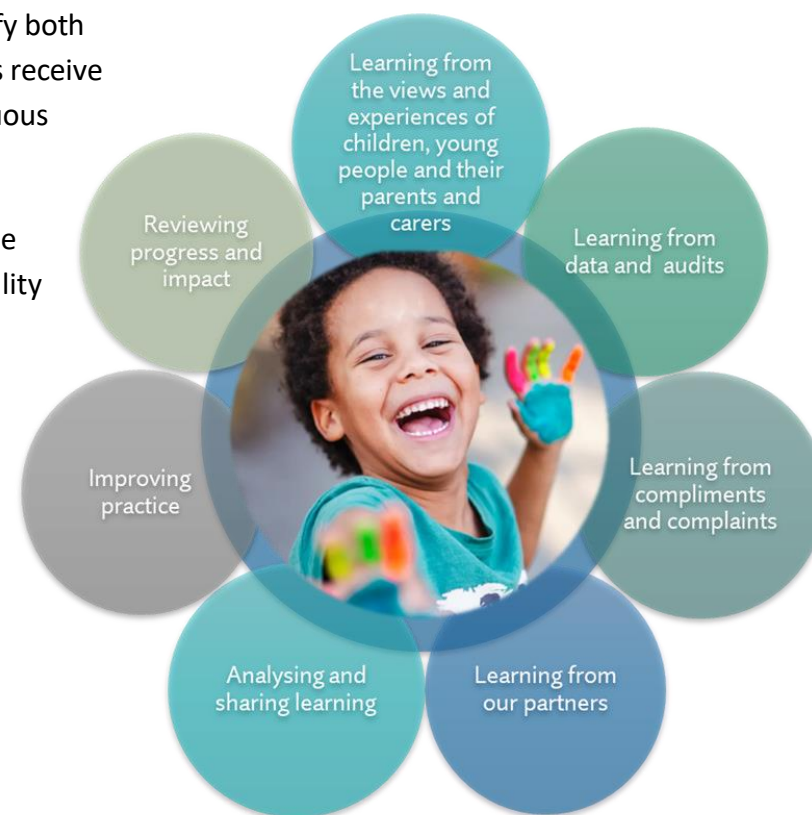 fy both
s receive
uous
e
lity
Learning from
the views and
experiences of
children, young
people and their
parents and
carers
Learning from
data and audits
Learning from
compliments
and complaints
Learning from
our partners
Analysing and
sharing learning
Improving
practice
Reviewing
progress and
impact